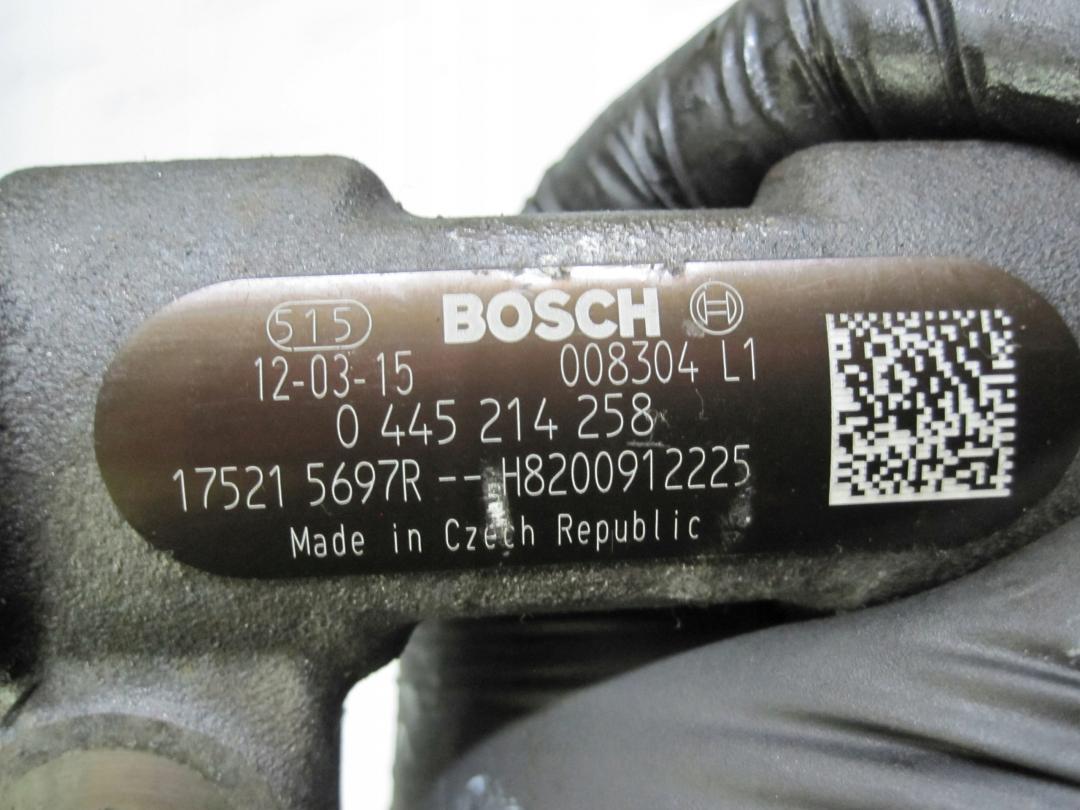 515 BOSCH
12-03-15 008304 L1
0 445 214 258
17521 5697R -- H8200912225
Made in Czech Republic